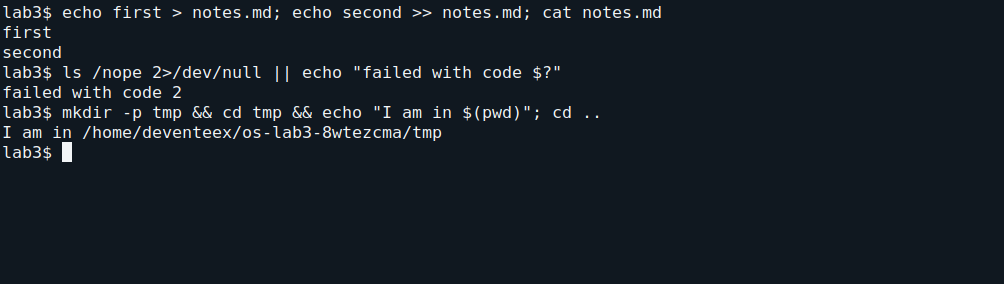 lab3$ echo first > notes.md; echo second >> notes.md; cat notes.md
first
second
lab3$ ls /nope 2>/dev/null || echo "failed with code $?"
failed with code 2
lab3$ mkdir -p tmp && cd tmp && echo "I am in $(pwd)"; cd ..
I am in /home/deventeex/os-lab3-8wtezcma/tmp
lab3$